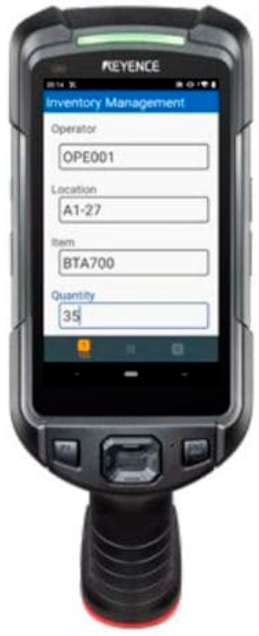 KEYENCE
Inventory Management
Operator
OPE001
Location
A1-27
Item
BTA700
Quantity
35